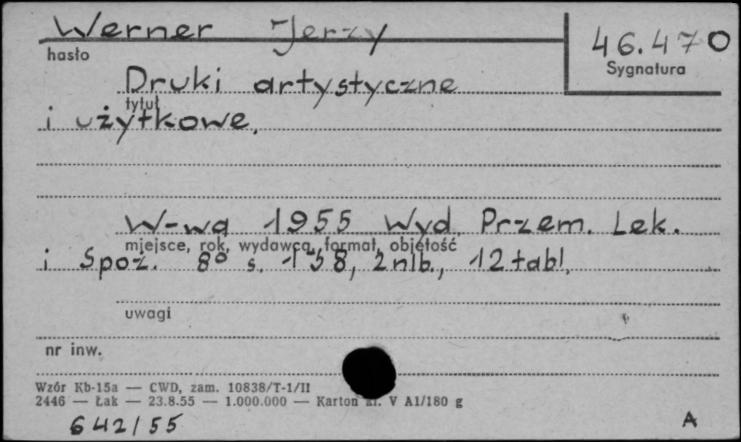 Werner Jerzy
46.470
hasło
Sygnatura
Druki artystyczne
tytuł
i użytkowe.
W-wa 1955 Wyd. Przem. Lek.
miejsce, rok, wydawca, format, objętość
i Spoż. 8° s. 158, 2 nlb., 12 tabl.
uwagi
nr inw.
Wzór Kb-15a — CWD, zam. 10838/T-1/II
2446 — Łak — 23.8.55 — 1.000.000 — Karton kl. V A1/180 g
642/55
A